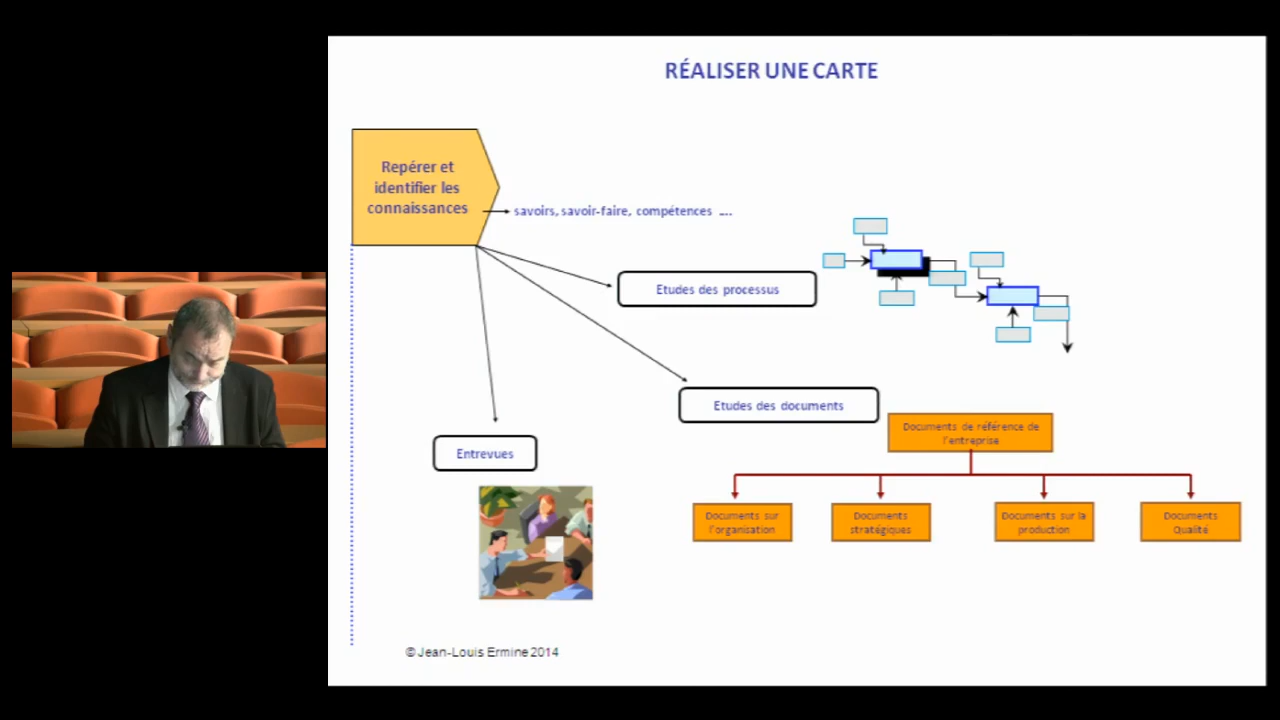 RÉALISER UNE CARTE
Repérer et
identifier les
connaissances
savoirs, savoir-faire, compétences ....
Etudes des processus
Etudes des documents
Documents de référence de
l'entreprise
Entrevues
Documents sur
l'organisation
Documents
stratégiques
Documents sur la
production
Documents
Qualité
© Jean-Louis Ermine 2014